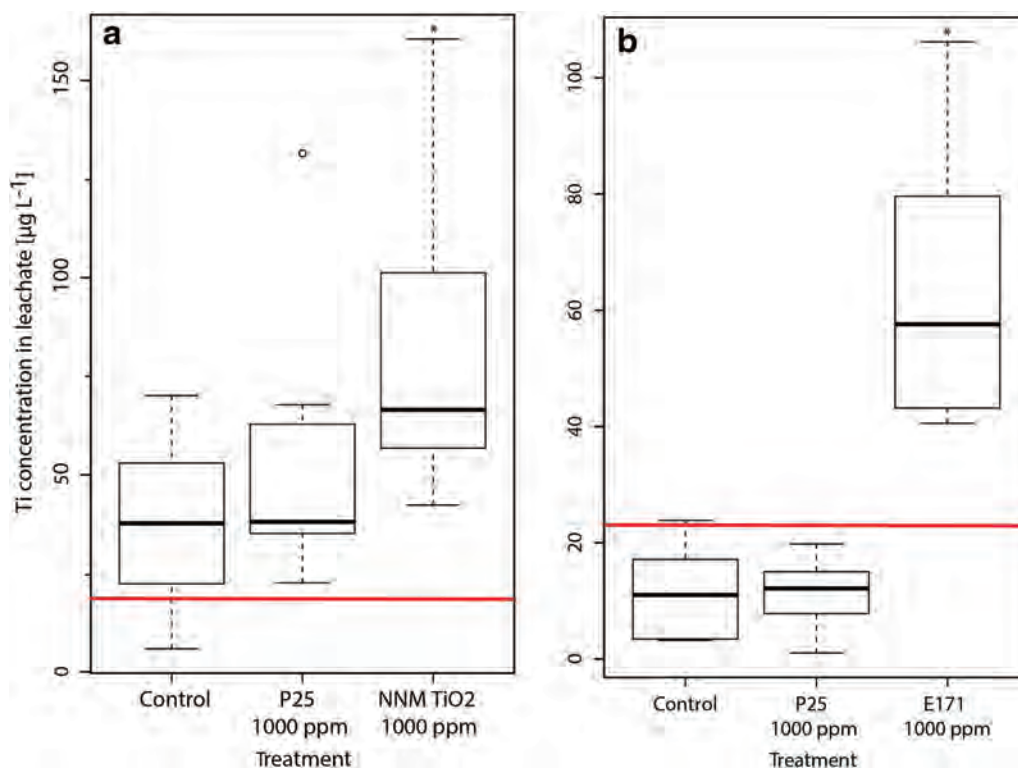 a
b
Ti concentration in leachate [µg L⁻¹]
150
100
50
0
100
80
60
40
20
0
*
*
Control
P25
1000 ppm
NNM TiO2
1000 ppm
Treatment
Control
P25
1000 ppm
E171
1000 ppm
Treatment